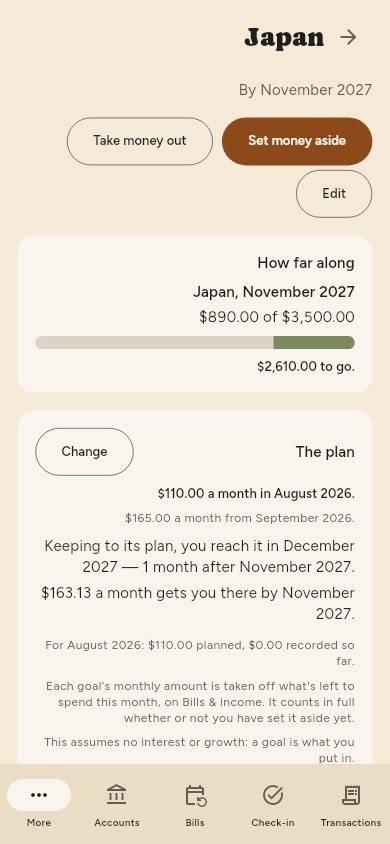 Japan
By November 2027
Set money aside
Take money out
Edit
How far along
Japan, November 2027
$890.00 of $3,500.00
$2,610.00 to go.
The plan
Change
$110.00 a month in August 2026.
$165.00 a month from September 2026.
Keeping to its plan, you reach it in December
2027 — 1 month after November 2027.
$163.13 a month gets you there by November
2027.
For August 2026: $110.00 planned, $0.00 recorded so
far.
Each goal's monthly amount is taken off what's left to
spend this month, on Bills & income. It counts in full
whether or not you have set it aside yet.
This assumes no interest or growth: a goal is what you
put in.
More
Accounts
Bills
Check-in
Transactions